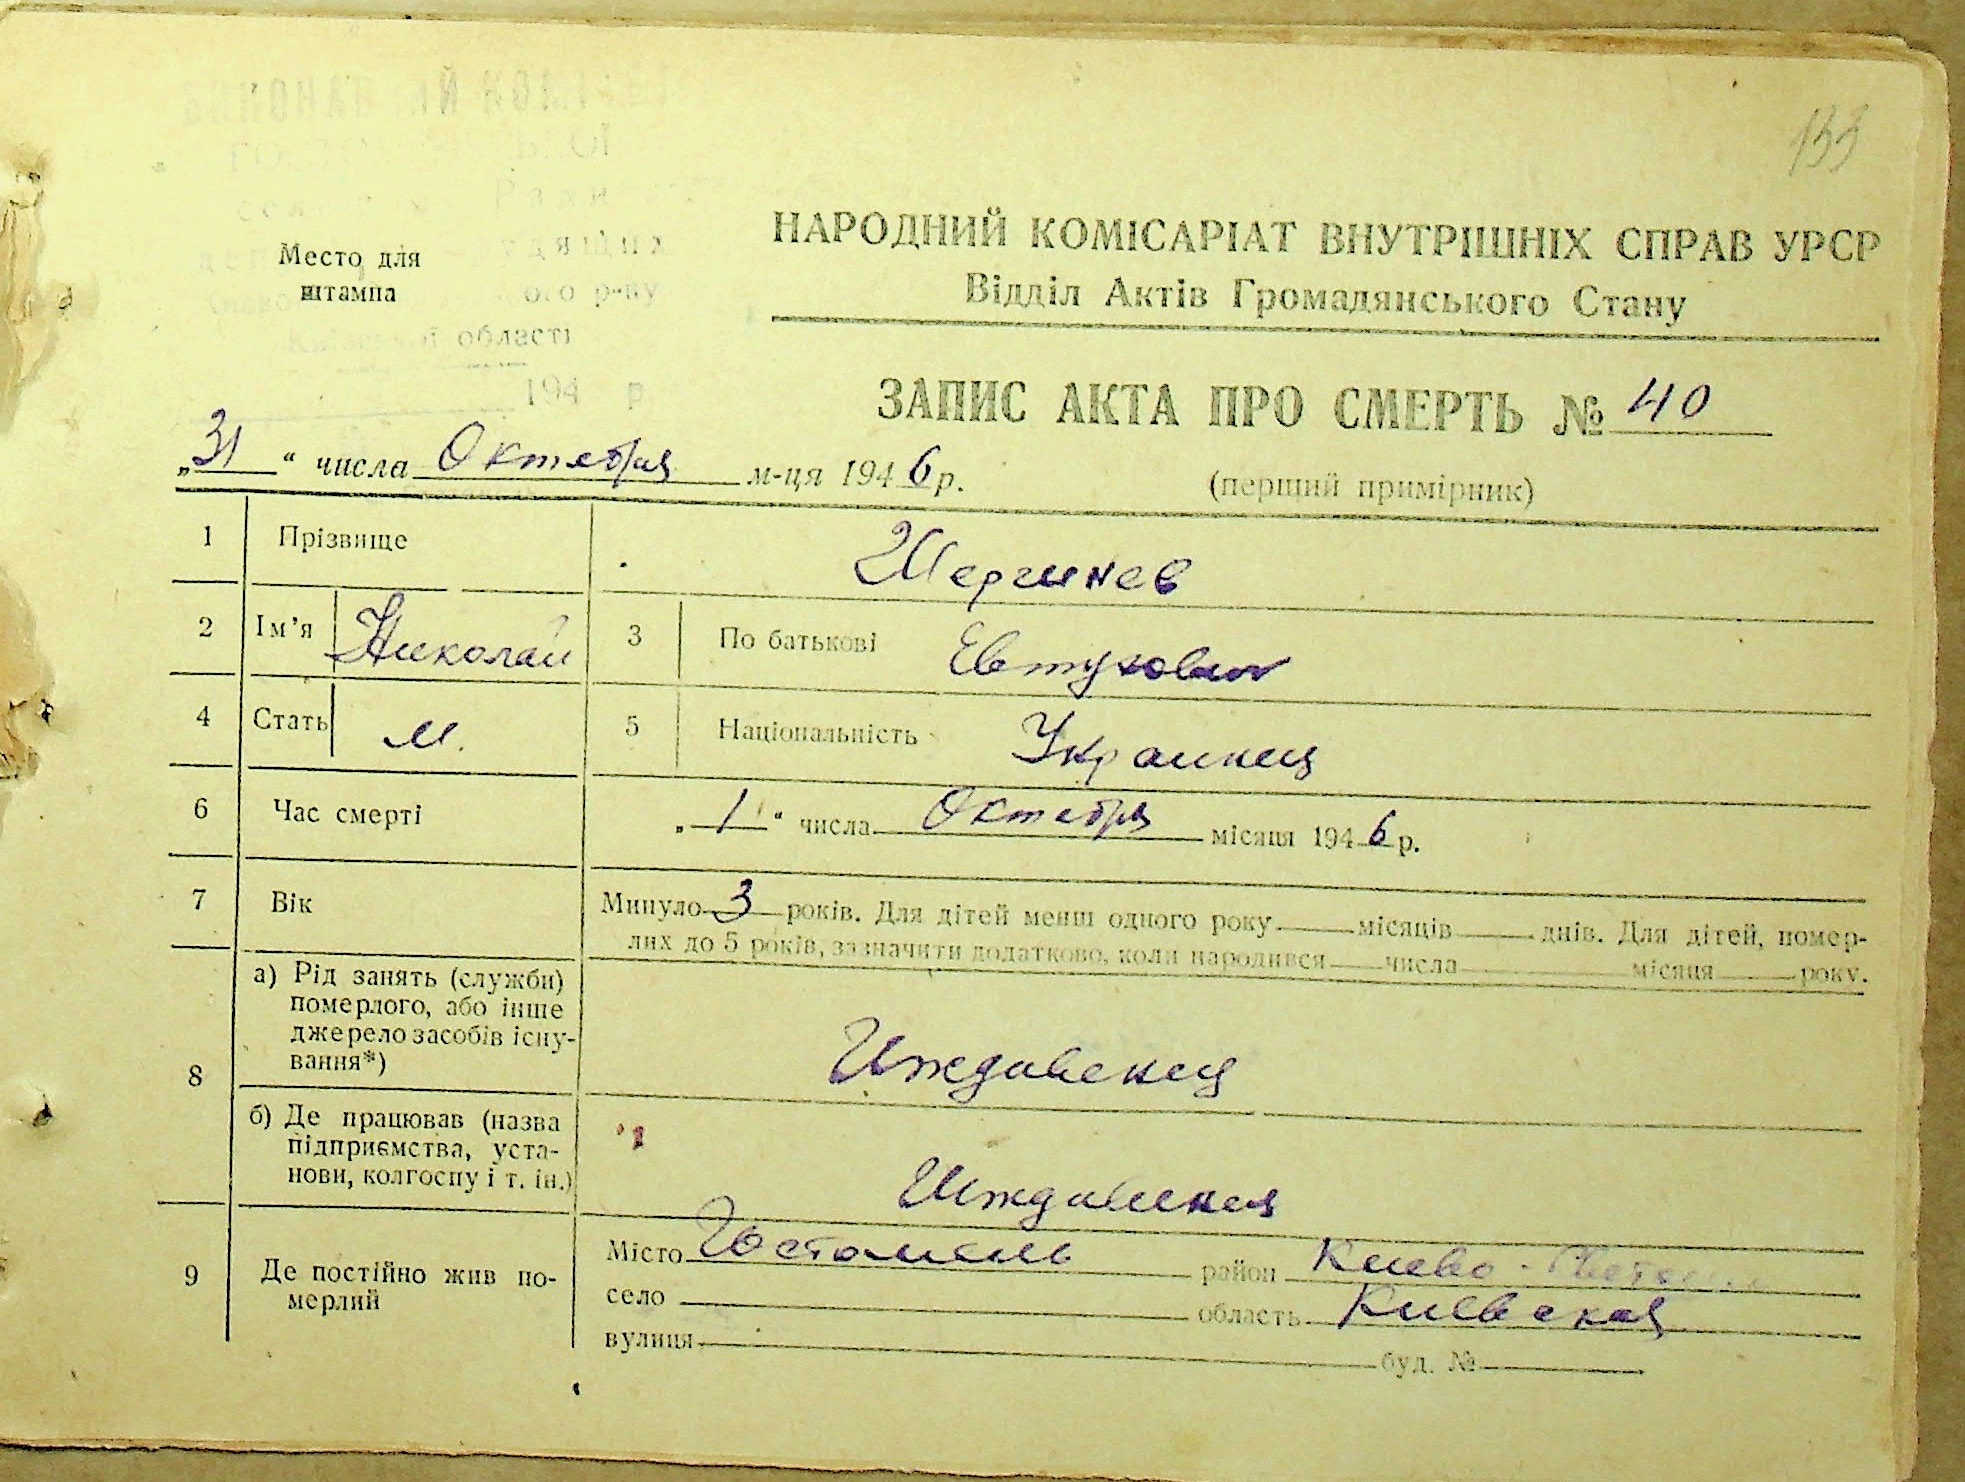 133
Место для
штампа
області
194 р
НАРОДНИЙ КОМІСАРІАТ ВНУТРІШНІХ СПРАВ УРСР
Відділ Актів Громадянського Стану
ЗАПИС АКТА ПРО СМЕРТЬ № 40
„31“ числа Октября м-ця 1946 р.
(перший примірник)
1 Прізвище
2 Ім’я Николай 3 По батькові Евтухович
4 Стать м. 5 Національність Украинец
6 Час смерті „1“ числа Октября місяця 1946 р.
7 Вік Минуло 3 років. Для дітей менш одного року місяців днів. Для дітей, помер-
лих до 5 років, зазначити додатково, коли народився числа місяця року.
8 а) Рід занять (служби)
померлого, або інше
джерело засобів існу-
вання*)
Иждивенец
б) Де працював (назва
підприємства, уста-
нови, колгоспу і т. ін.)
Иждивенец
9 Де постійно жив по-
мерлий
Місто Гостомель район Киево-
село область Киевская
вулиця буд. №